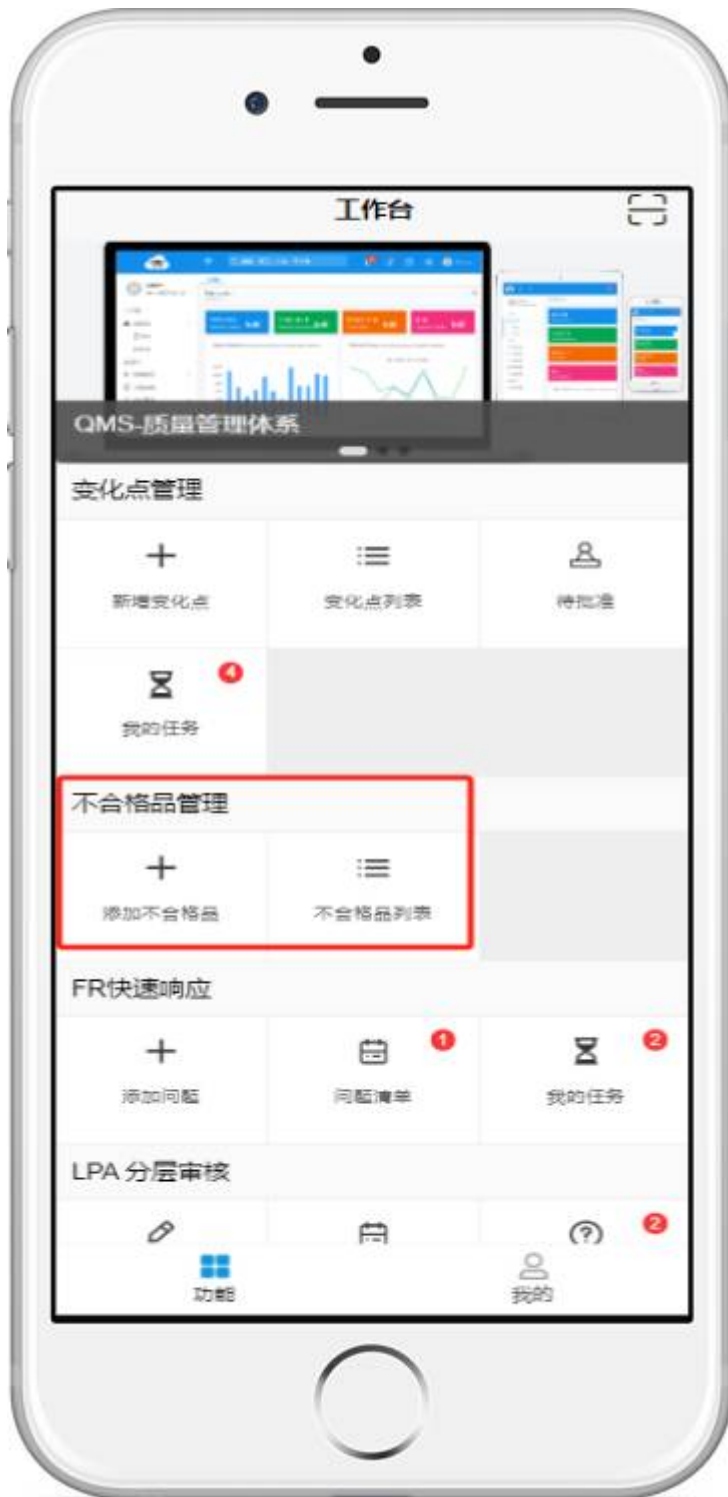 工作台
QMS-质量管理体系
变化点管理
新增变化点 变化点列表 待批准
4
我的任务
不合格品管理
添加不合格品 不合格品列表
FR快速响应
1 2
添加问题 问题清单 我的任务
LPA 分层审核
2
功能 我的